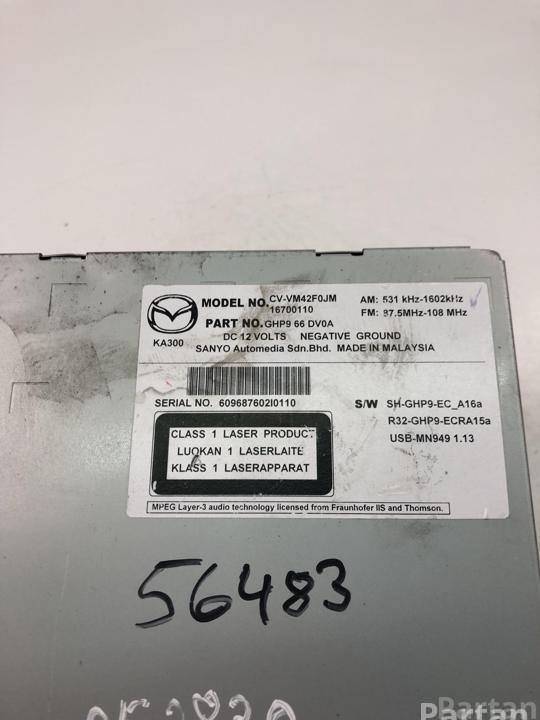 MODEL NO. CV-VM42F0JM
16700110
AM: 531 kHz-1602kHz
FM: 87.5MHz-108 MHz
PART NO. GHP9 66 DV0A
KA300
DC 12 VOLTS NEGATIVE GROUND
SANYO Automedia Sdn.Bhd. MADE IN MALAYSIA
SERIAL NO. 609687602I0110
S/W SH-GHP9-EC_A16a
R32-GHP9-ECRA15a
USB-MN949 1.13
CLASS 1 LASER PRODUCT
LUOKAN 1 LASERLAITE
KLASS 1 LASERAPPARAT
MPEG Layer-3 audio technology licensed from Fraunhofer IIS and Thomson.
56483
Bartan